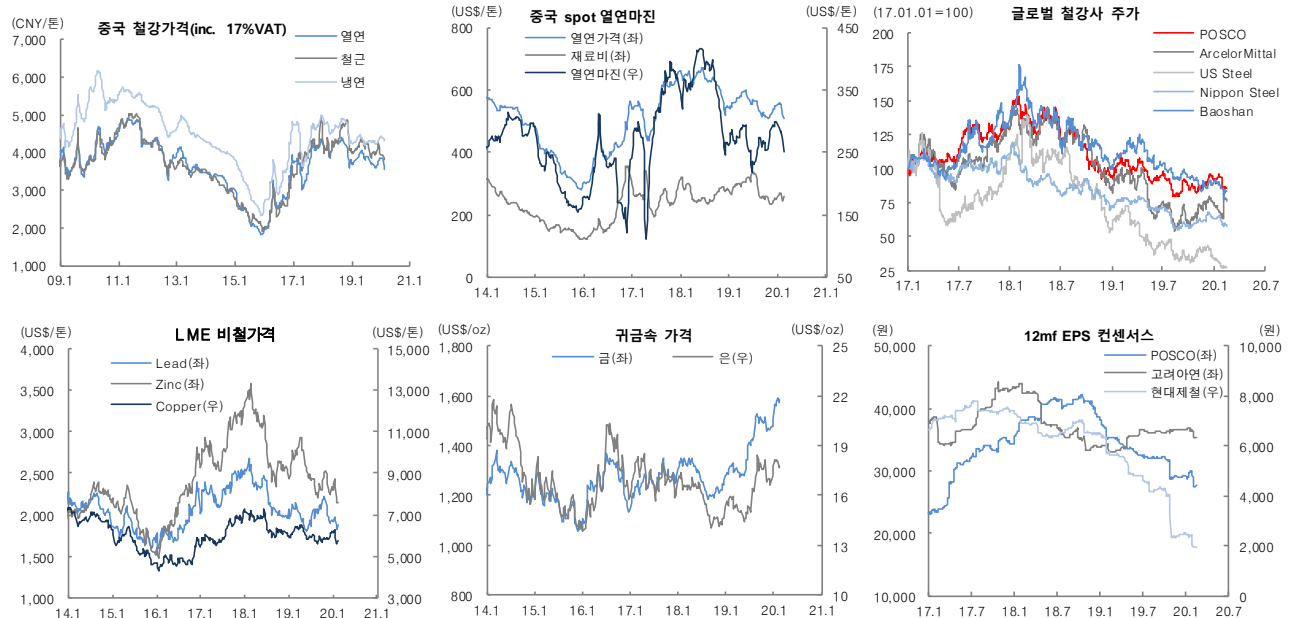 중국 철강가격(inc. 17%VAT)
(CNY/톤)
열연
철근
냉연
7,000
6,000
5,000
4,000
3,000
2,000
1,000
09.1 11.1 13.1 15.1 17.1 19.1 21.1
중국 spot 열연마진
(US$/톤) (US$/톤)
열연가격(좌)
재료비(좌)
열연마진(우)
800
600
400
200
0
450
350
250
150
50
14.1 15.1 16.1 17.1 18.1 19.1 20.1 21.1
글로벌 철강사 주가
(17.01.01=100)
POSCO
ArcelorMittal
US Steel
Nippon Steel
Baoshan
200
175
150
125
100
75
50
25
17.1 17.7 18.1 18.7 19.1 19.7 20.1 20.7
LME 비철가격
(US$/톤) (US$/톤)
Lead(좌)
Zinc(좌)
Copper(우)
4,000
3,500
3,000
2,500
2,000
1,500
1,000
15,000
13,000
11,000
9,000
7,000
5,000
3,000
14.1 15.1 16.1 17.1 18.1 19.1 20.1 21.1
귀금속 가격
(US$/oz) (US$/oz)
금(좌) 은(우)
1,800
1,600
1,400
1,200
1,000
800
25
22
19
16
13
10
14.1 15.1 16.1 17.1 18.1 19.1 20.1 21.1
12mf EPS 컨센서스
(원) (원)
POSCO(좌)
고려아연(좌)
현대제철(우)
50,000
40,000
30,000
20,000
10,000
10,000
8,000
6,000
4,000
2,000
0
17.1 17.7 18.1 18.7 19.1 19.7 20.1 20.7